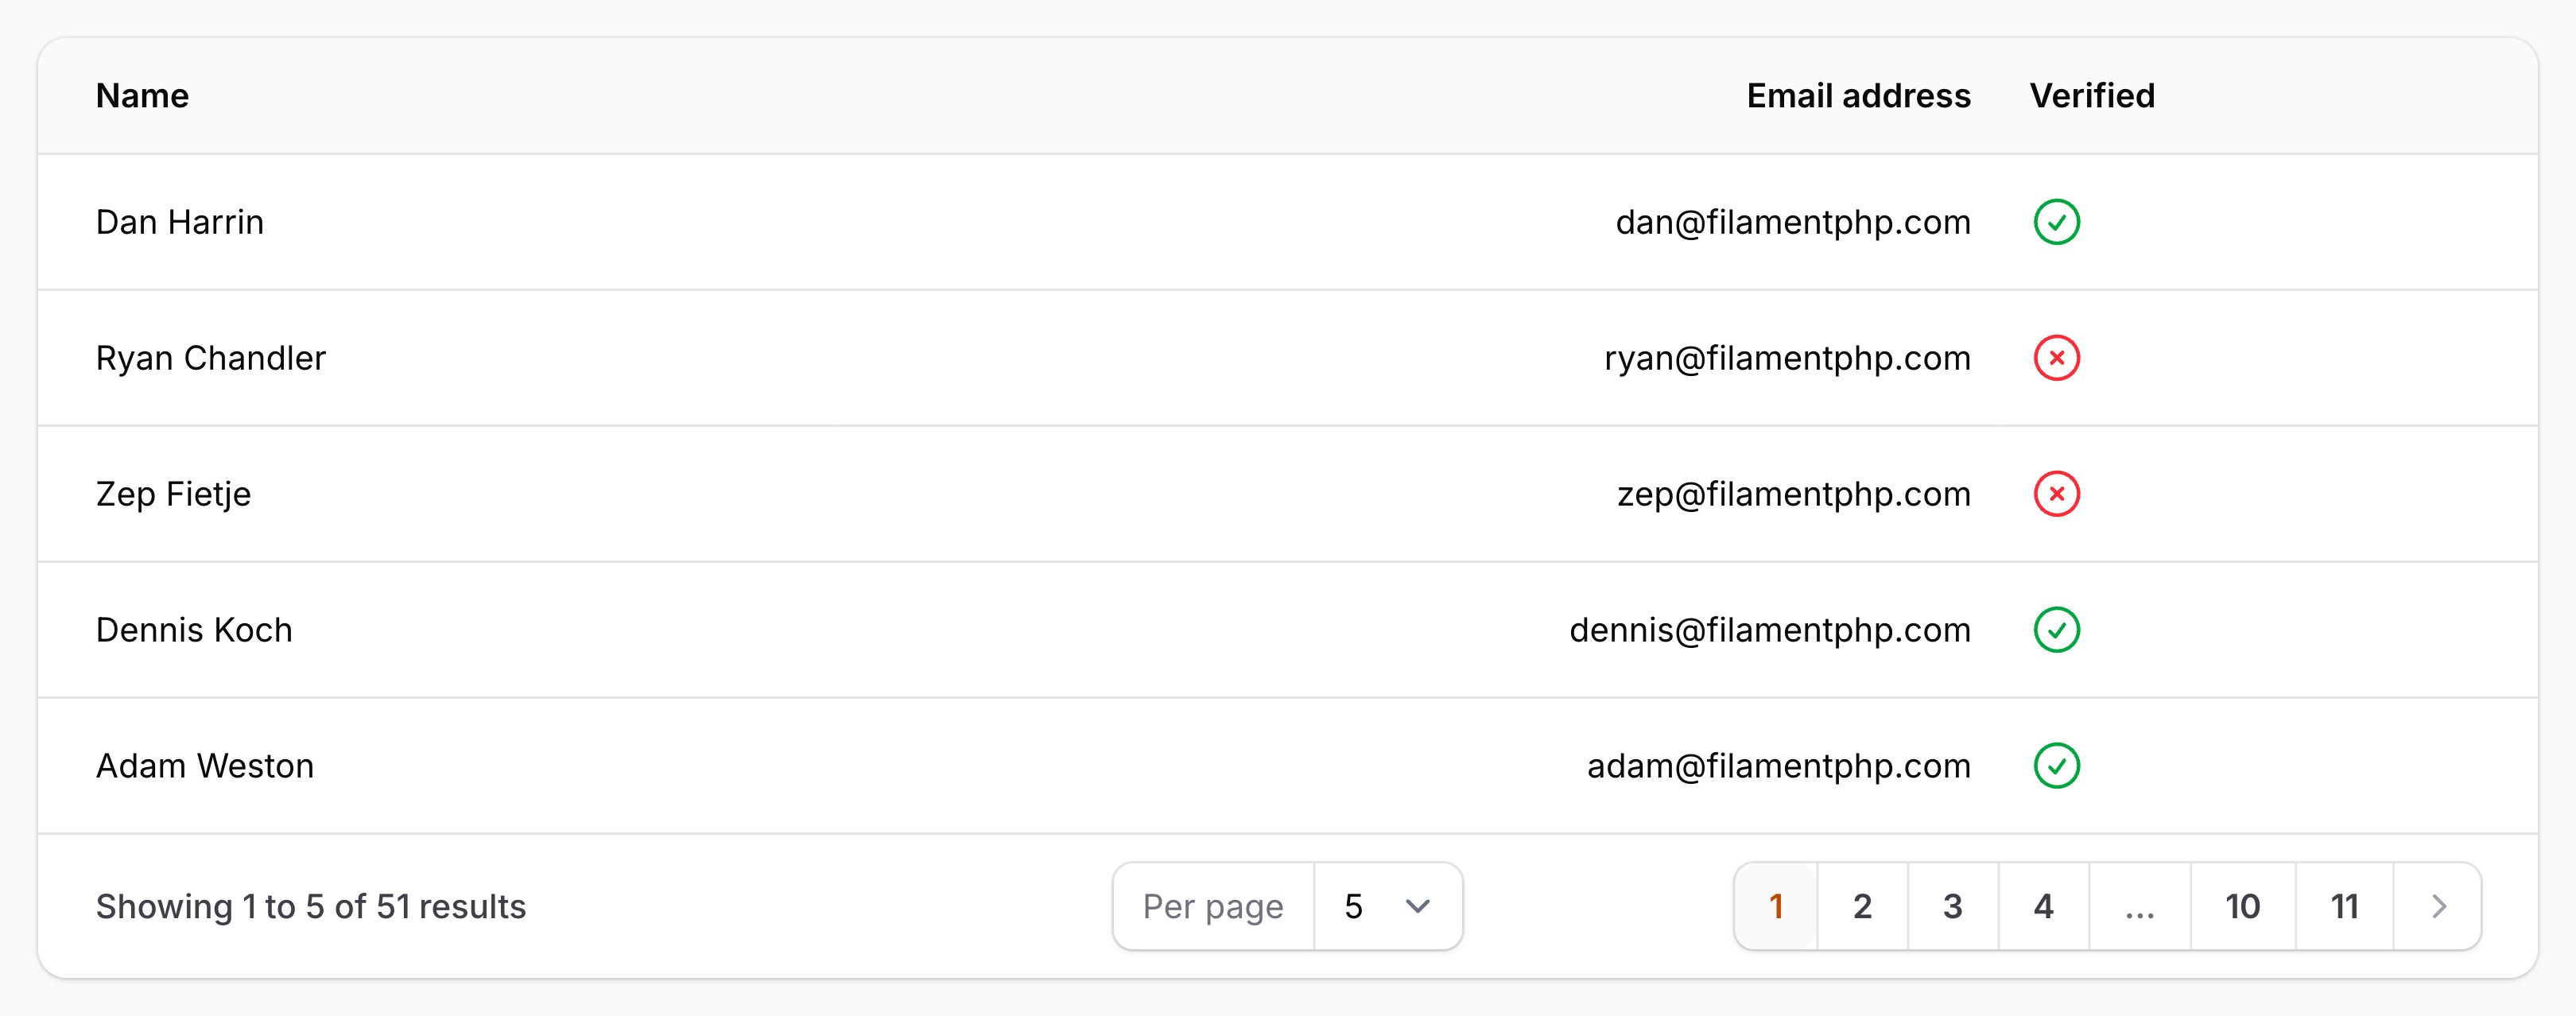 Name Email address Verified
Dan Harrin dan@filamentphp.com
Ryan Chandler ryan@filamentphp.com
Zep Fietje zep@filamentphp.com
Dennis Koch dennis@filamentphp.com
Adam Weston adam@filamentphp.com
Showing 1 to 5 of 51 results Per page 5 1 2 3 4 ... 10 11